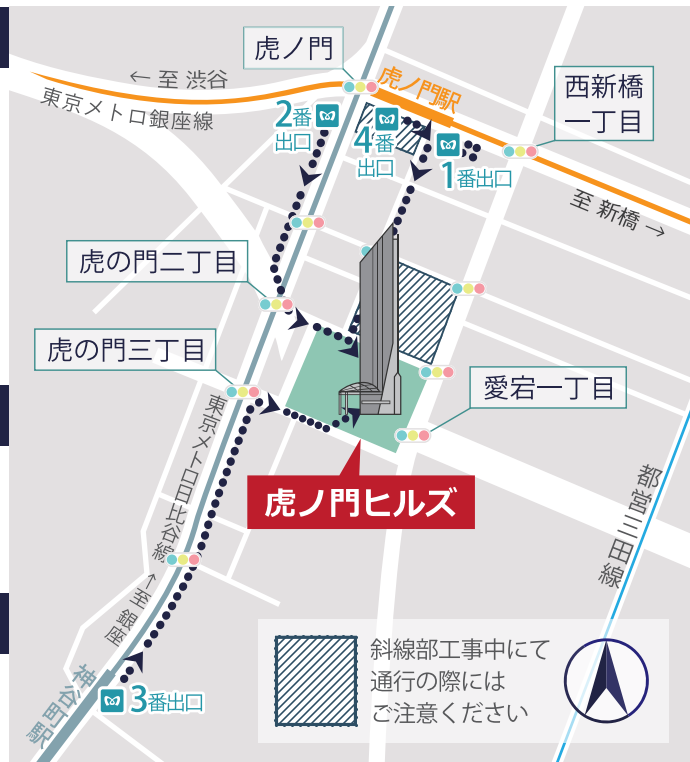 虎ノ門
← 至 渋谷
東京メトロ銀座線
虎ノ門駅
西新橋
一丁目
2番
出口
4番
出口
1番出口
至 新橋 →
虎の門二丁目
虎の門三丁目
愛宕一丁目
東京メトロ日比谷線
虎ノ門ヒルズ
都営三田線
→ 至 銀座
神谷町駅
3番出口
斜線部工事中にて
通行の際には
ご注意ください